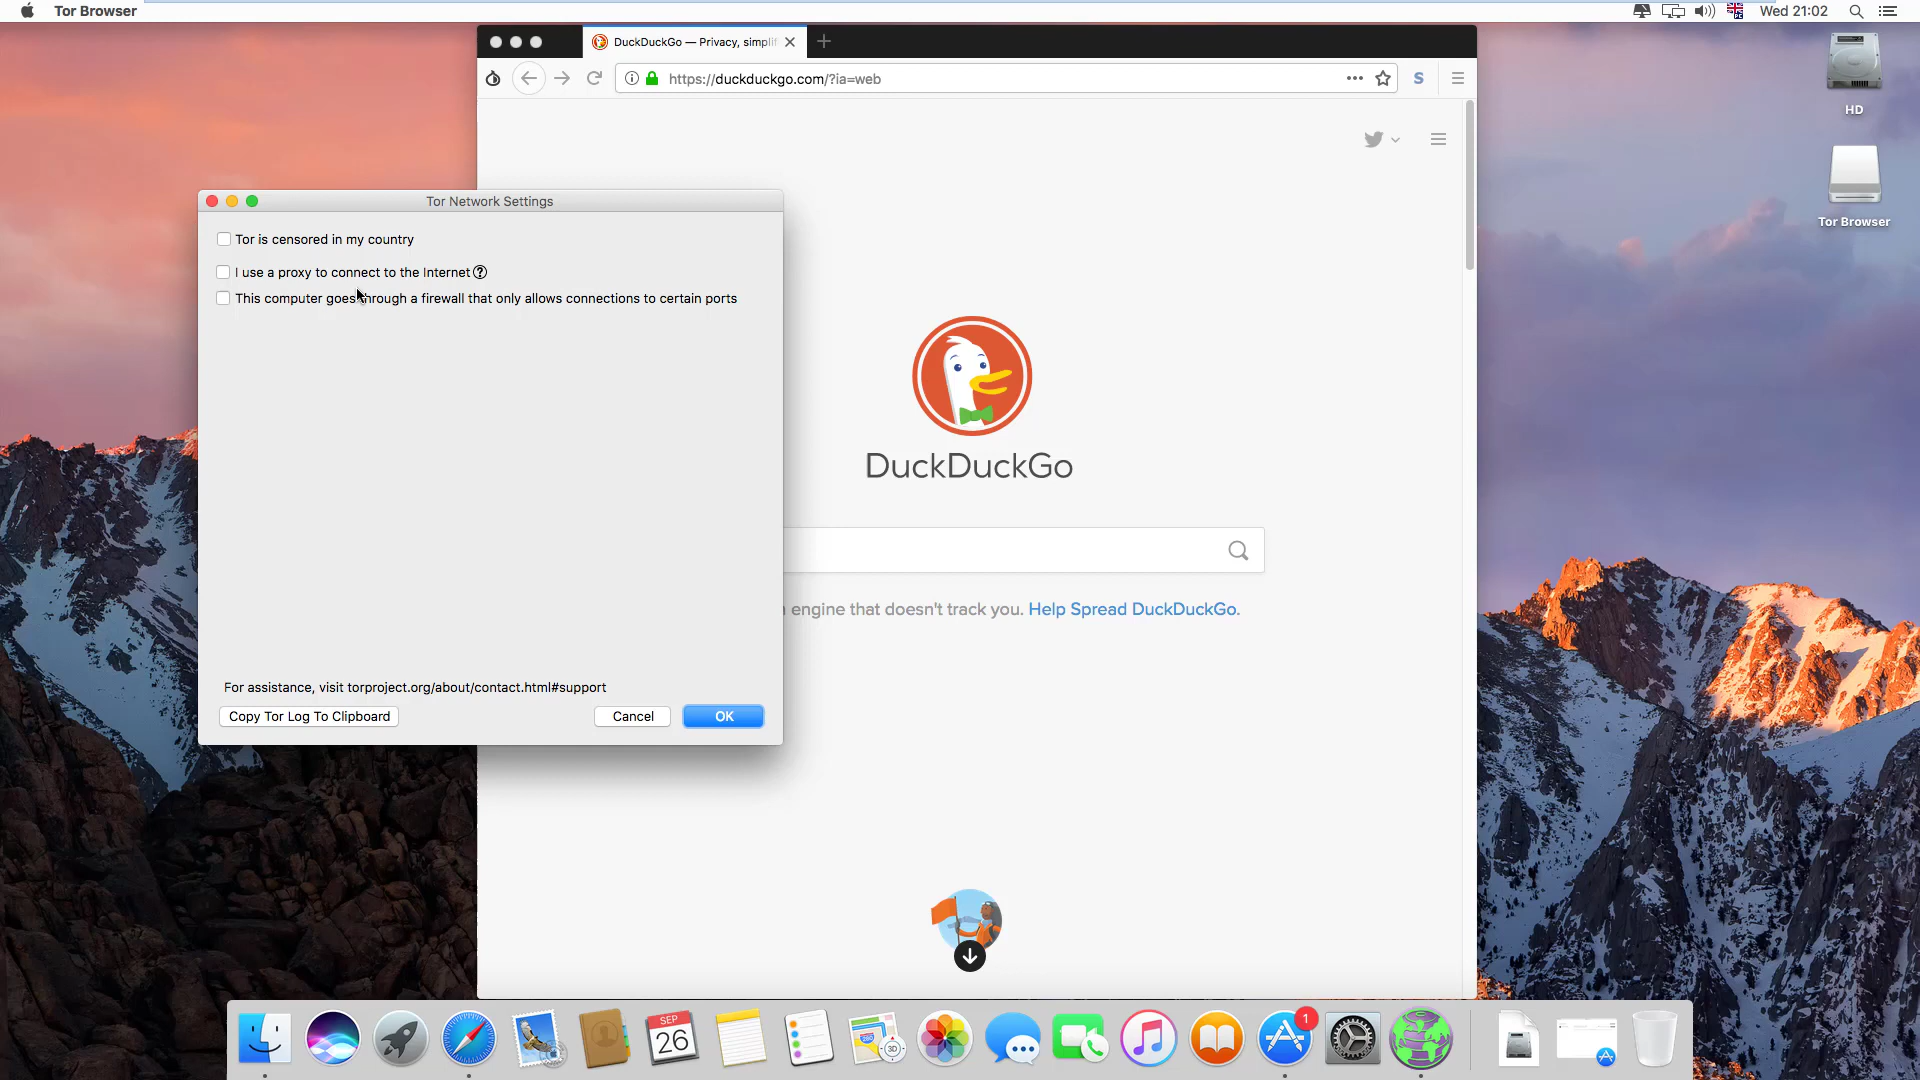 Tor Browser
Wed 21:02
DuckDuckGo — Privacy, simplif
https://duckduckgo.com/?ia=web
S
HD
Tor Browser
Tor Network Settings
Tor is censored in my country
I use a proxy to connect to the Internet ?
This computer goes through a firewall that only allows connections to certain ports
DuckDuckGo
engine that doesn't track you. Help Spread DuckDuckGo.
For assistance, visit torproject.org/about/contact.html#support
Copy Tor Log To Clipboard
Cancel
OK
SEP
26
3D
1